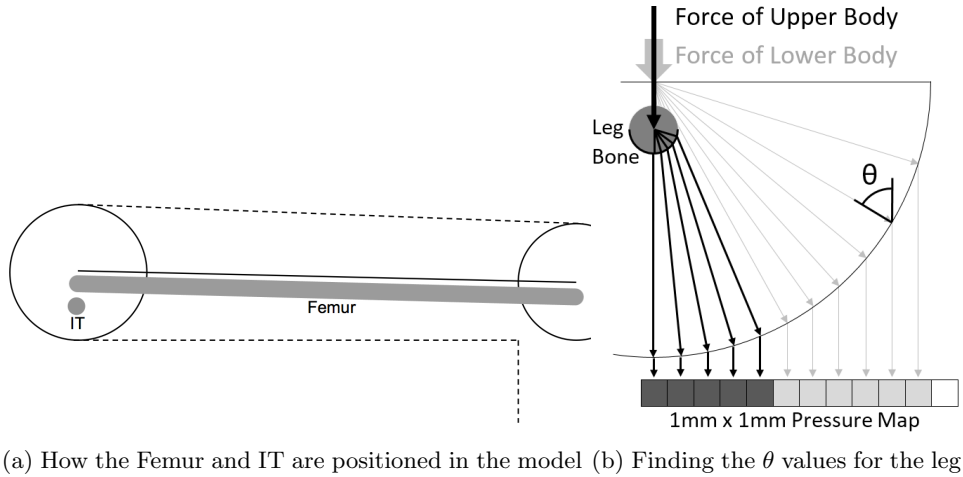 Force of Upper Body
Force of Lower Body
Leg
Bone
θ
Femur
IT
1mm x 1mm Pressure Map
(a) How the Femur and IT are positioned in the model (b) Finding the θ values for the leg